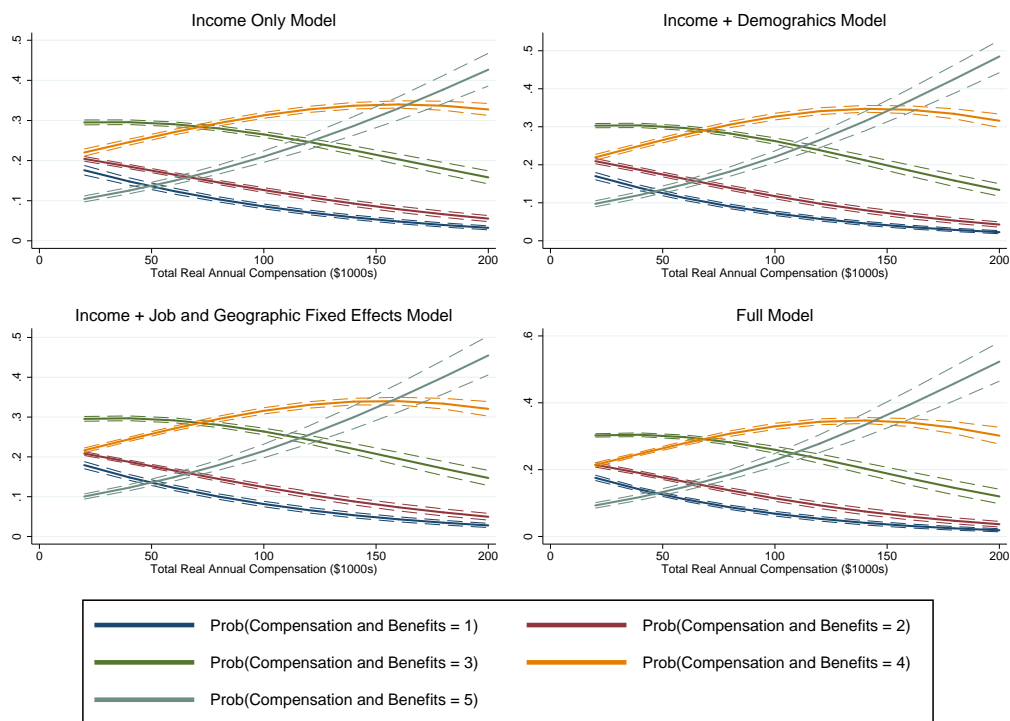 Income Only Model
.5
.4
.3
.2
.1
0
0 50 100 150 200
Total Real Annual Compensation ($1000s)
Income + Demograhics Model
.5
.4
.3
.2
.1
0
0 50 100 150 200
Total Real Annual Compensation ($1000s)
Income + Job and Geographic Fixed Effects Model
.5
.4
.3
.2
.1
0
0 50 100 150 200
Total Real Annual Compensation ($1000s)
Full Model
.6
.4
.2
0
0 50 100 150 200
Total Real Annual Compensation ($1000s)
Prob(Compensation and Benefits = 1) Prob(Compensation and Benefits = 2)
Prob(Compensation and Benefits = 3) Prob(Compensation and Benefits = 4)
Prob(Compensation and Benefits = 5)